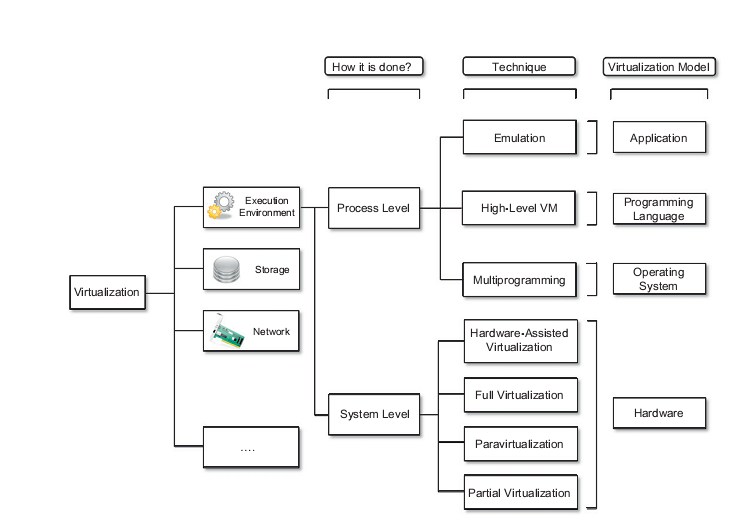 How it is done?
Technique
Virtualization Model
Emulation
Application
Execution
Environment
Process Level
High-Level VM
Programming
Language
Storage
Multiprogramming
Operating
System
Virtualization
Network
Hardware-Assisted
Virtualization
Full Virtualization
System Level
Hardware
....
Paravirtualization
Partial Virtualization